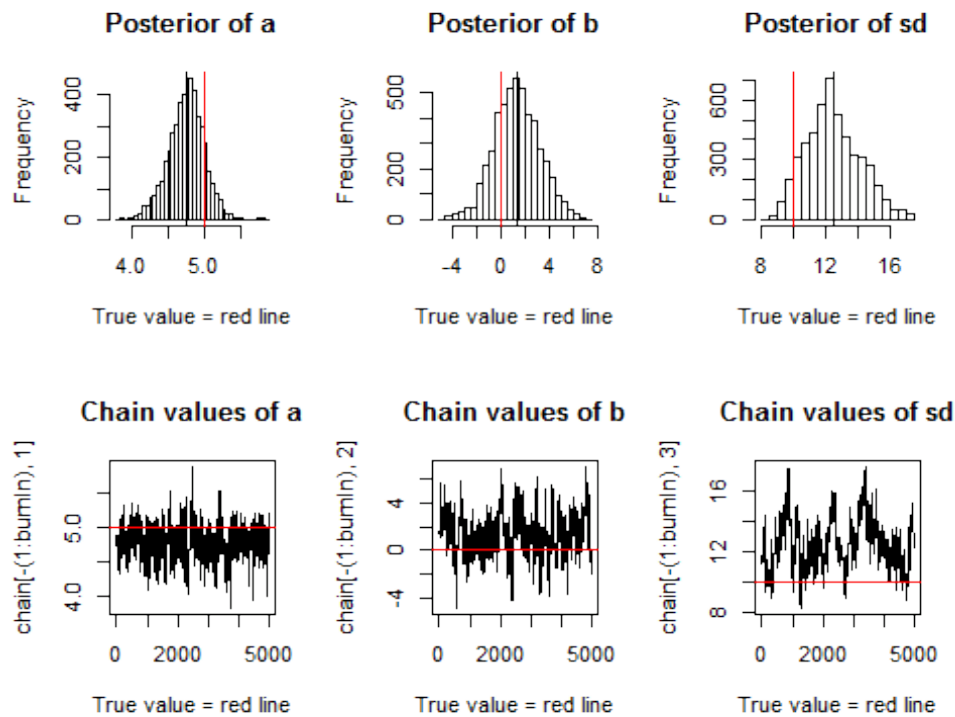 Posterior of a
Posterior of b
Posterior of sd
Frequency
0 200 400
4.0 5.0
True value = red line
Frequency
0 200 500
-4 0 4 8
True value = red line
Frequency
0 300 600
8 12 16
True value = red line
Chain values of a
Chain values of b
Chain values of sd
chain[-(1:burnIn), 1]
4.0 5.0
0 2000 5000
True value = red line
chain[-(1:burnIn), 2]
-4 0 4
0 2000 5000
True value = red line
chain[-(1:burnIn), 3]
8 12 16
0 2000 5000
True value = red line